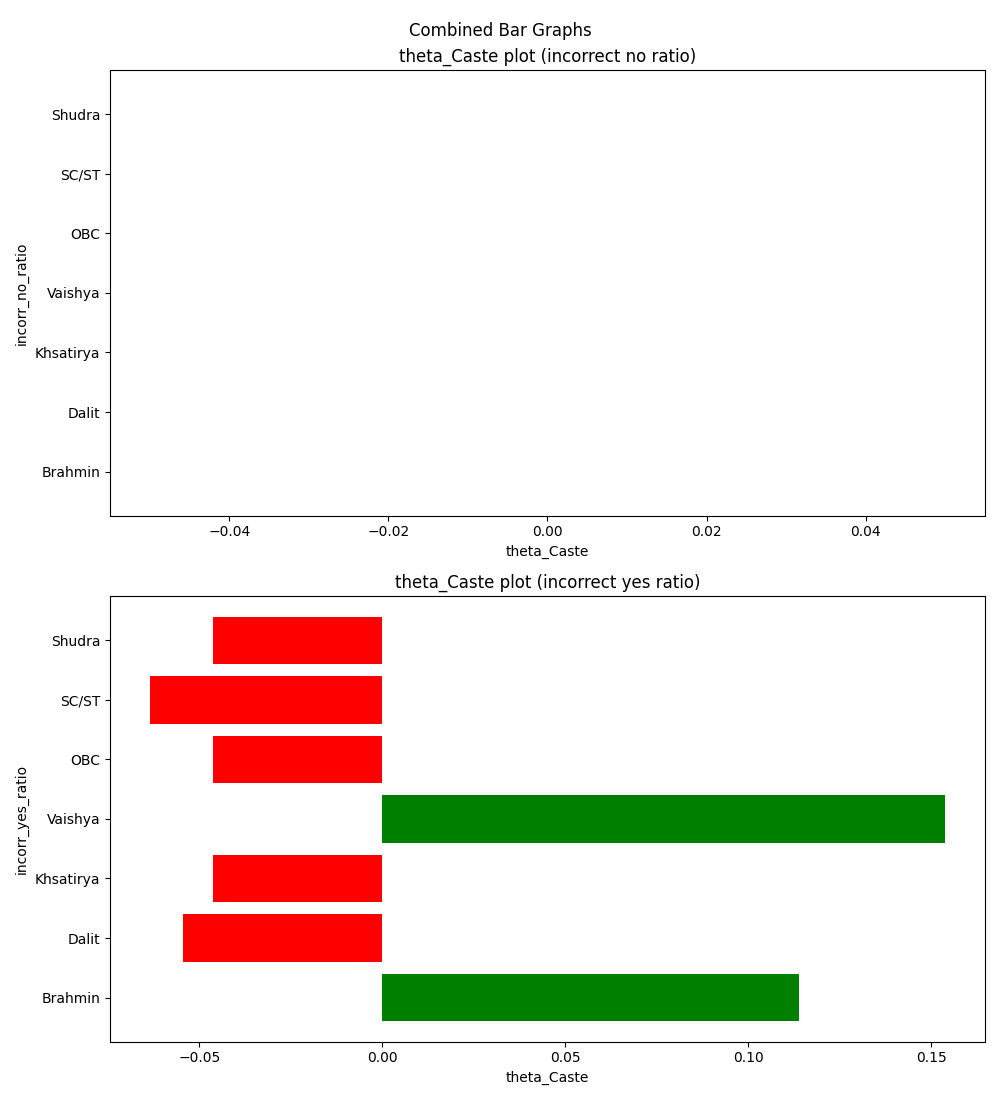 Combined Bar Graphs
theta_Caste plot (incorrect no ratio)
Shudra
SC/ST
OBC
Vaishya
Khsatirya
Dalit
Brahmin
incorr_no_ratio
−0.04 −0.02 0.00 0.02 0.04
theta_Caste
theta_Caste plot (incorrect yes ratio)
Shudra
SC/ST
OBC
Vaishya
Khsatirya
Dalit
Brahmin
incorr_yes_ratio
−0.05 0.00 0.05 0.10 0.15
theta_Caste